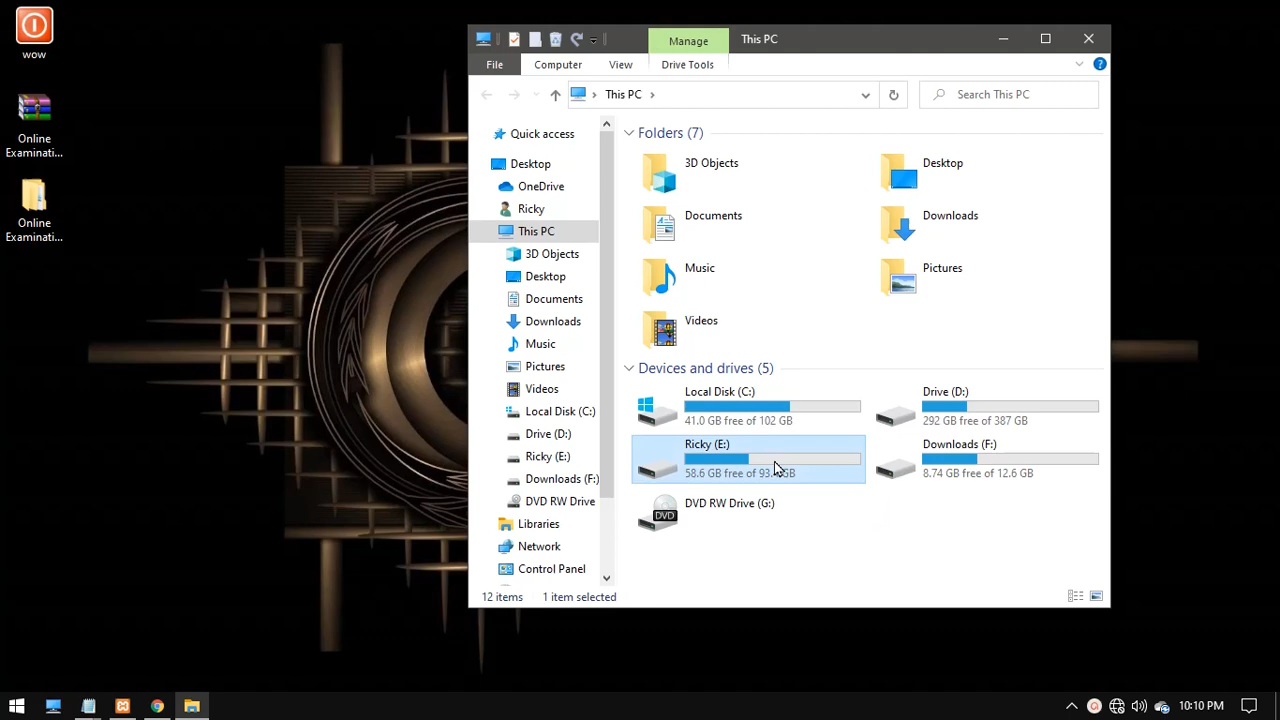 wow
Online
Examinati...
Online
Examinati...
Manage
This PC
File
Computer
View
Drive Tools
This PC
Search This PC
Quick access
Desktop
OneDrive
Ricky
This PC
3D Objects
Desktop
Documents
Downloads
Music
Pictures
Videos
Local Disk (C:)
Drive (D:)
Ricky (E:)
Downloads (F:)
DVD RW Drive
Libraries
Network
Control Panel
Folders (7)
3D Objects
Desktop
Documents
Downloads
Music
Pictures
Videos
Devices and drives (5)
Local Disk (C:)
41.0 GB free of 102 GB
Drive (D:)
292 GB free of 387 GB
Ricky (E:)
58.6 GB free of GB
Downloads (F:)
8.74 GB free of 12.6 GB
DVD
DVD RW Drive (G:)
12 items
1 item selected
10:10 PM